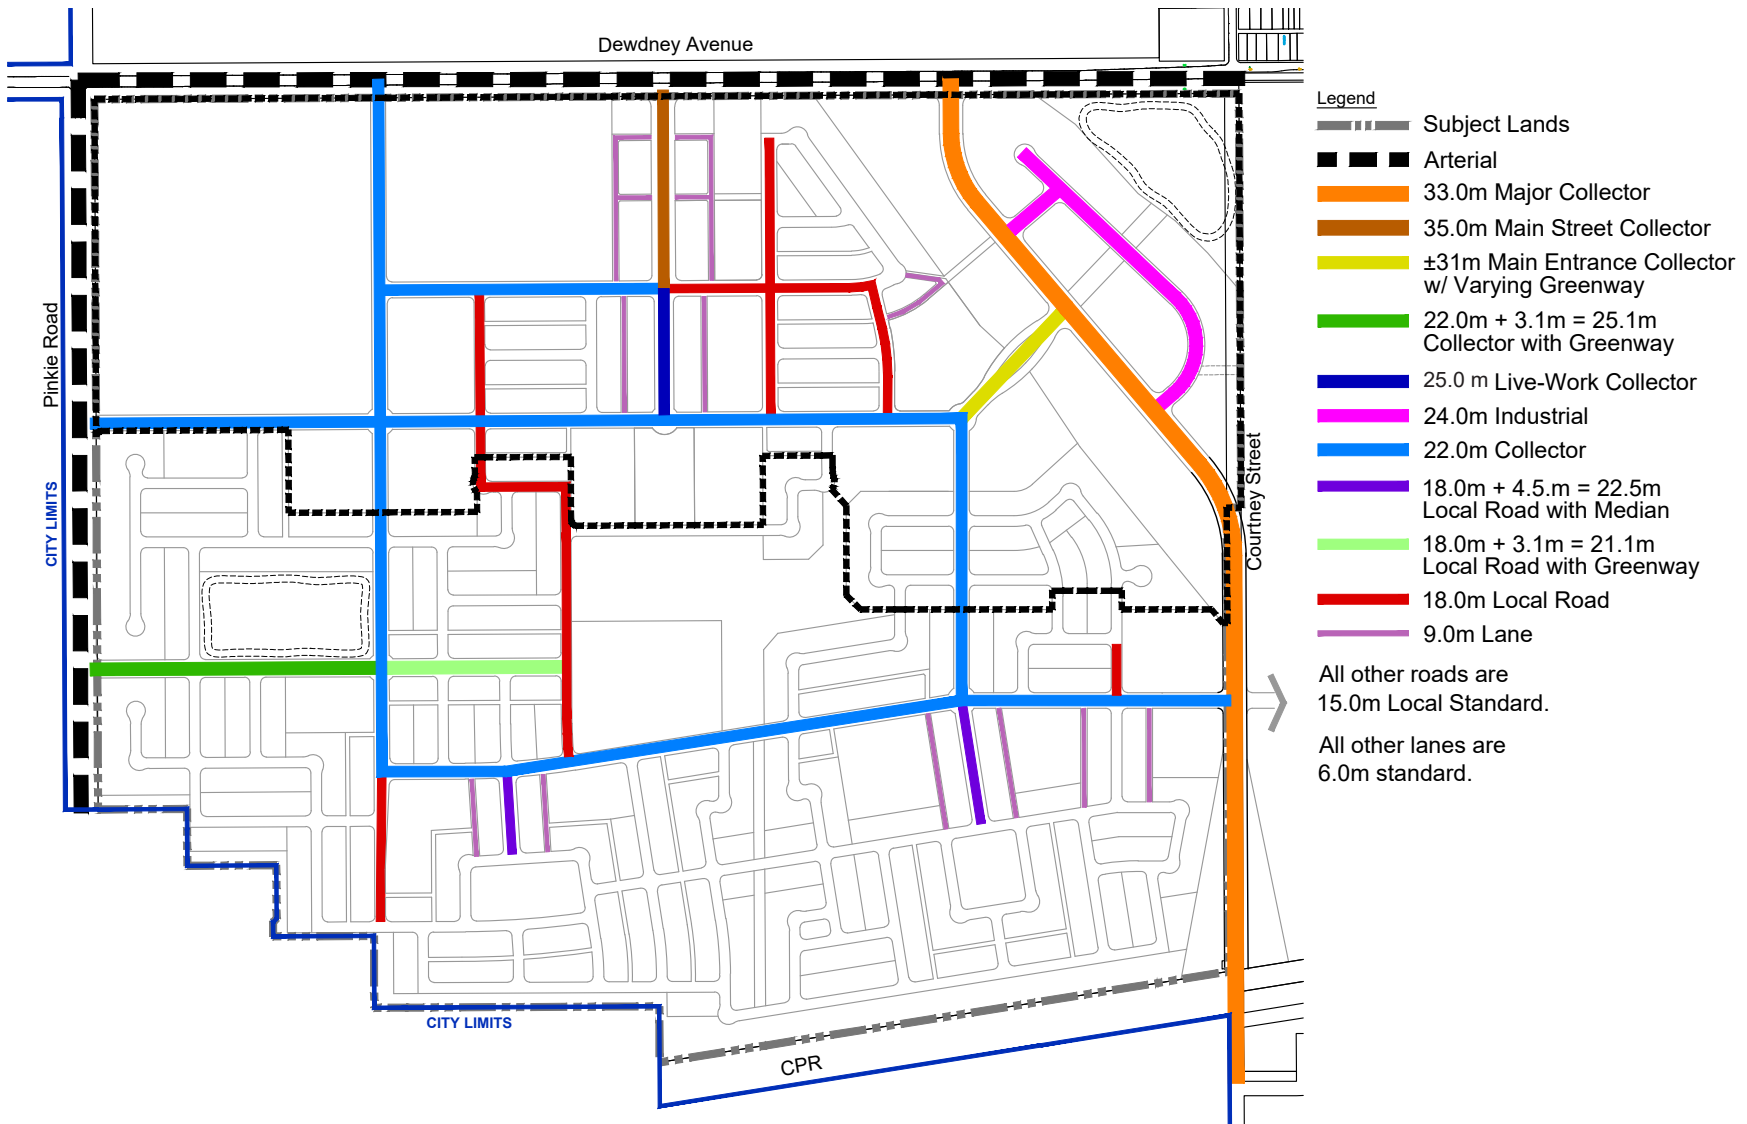 Dewdney Avenue
Pinkie Road
CITY LIMITS
Courtney Street
CITY LIMITS
CPR
Legend
Subject Lands
Arterial
33.0m Major Collector
35.0m Main Street Collector
±31m Main Entrance Collector
w/ Varying Greenway
22.0m + 3.1m = 25.1m
Collector with Greenway
25.0 m Live-Work Collector
24.0m Industrial
22.0m Collector
18.0m + 4.5.m = 22.5m
Local Road with Median
18.0m + 3.1m = 21.1m
Local Road with Greenway
18.0m Local Road
9.0m Lane
All other roads are
15.0m Local Standard.
All other lanes are
6.0m standard.